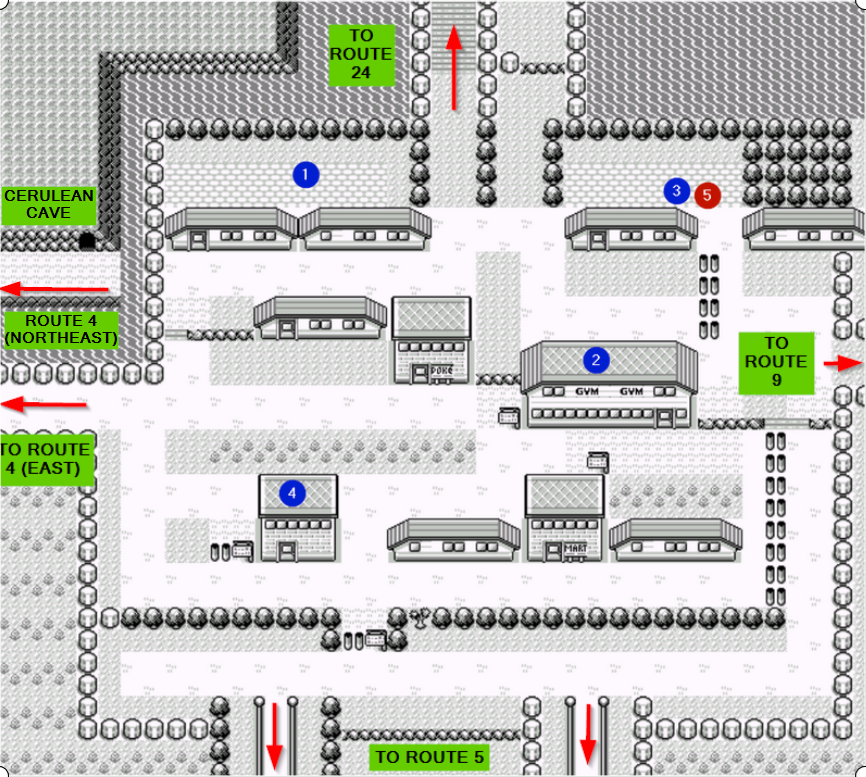 TO
ROUTE
24
1
3
5
CERULEAN
CAVE
ROUTE 4
(NORTHEAST)
POKé
2
GYM GYM
TO
ROUTE
9
TO ROUTE
4 (EAST)
4
MART
TO ROUTE 5